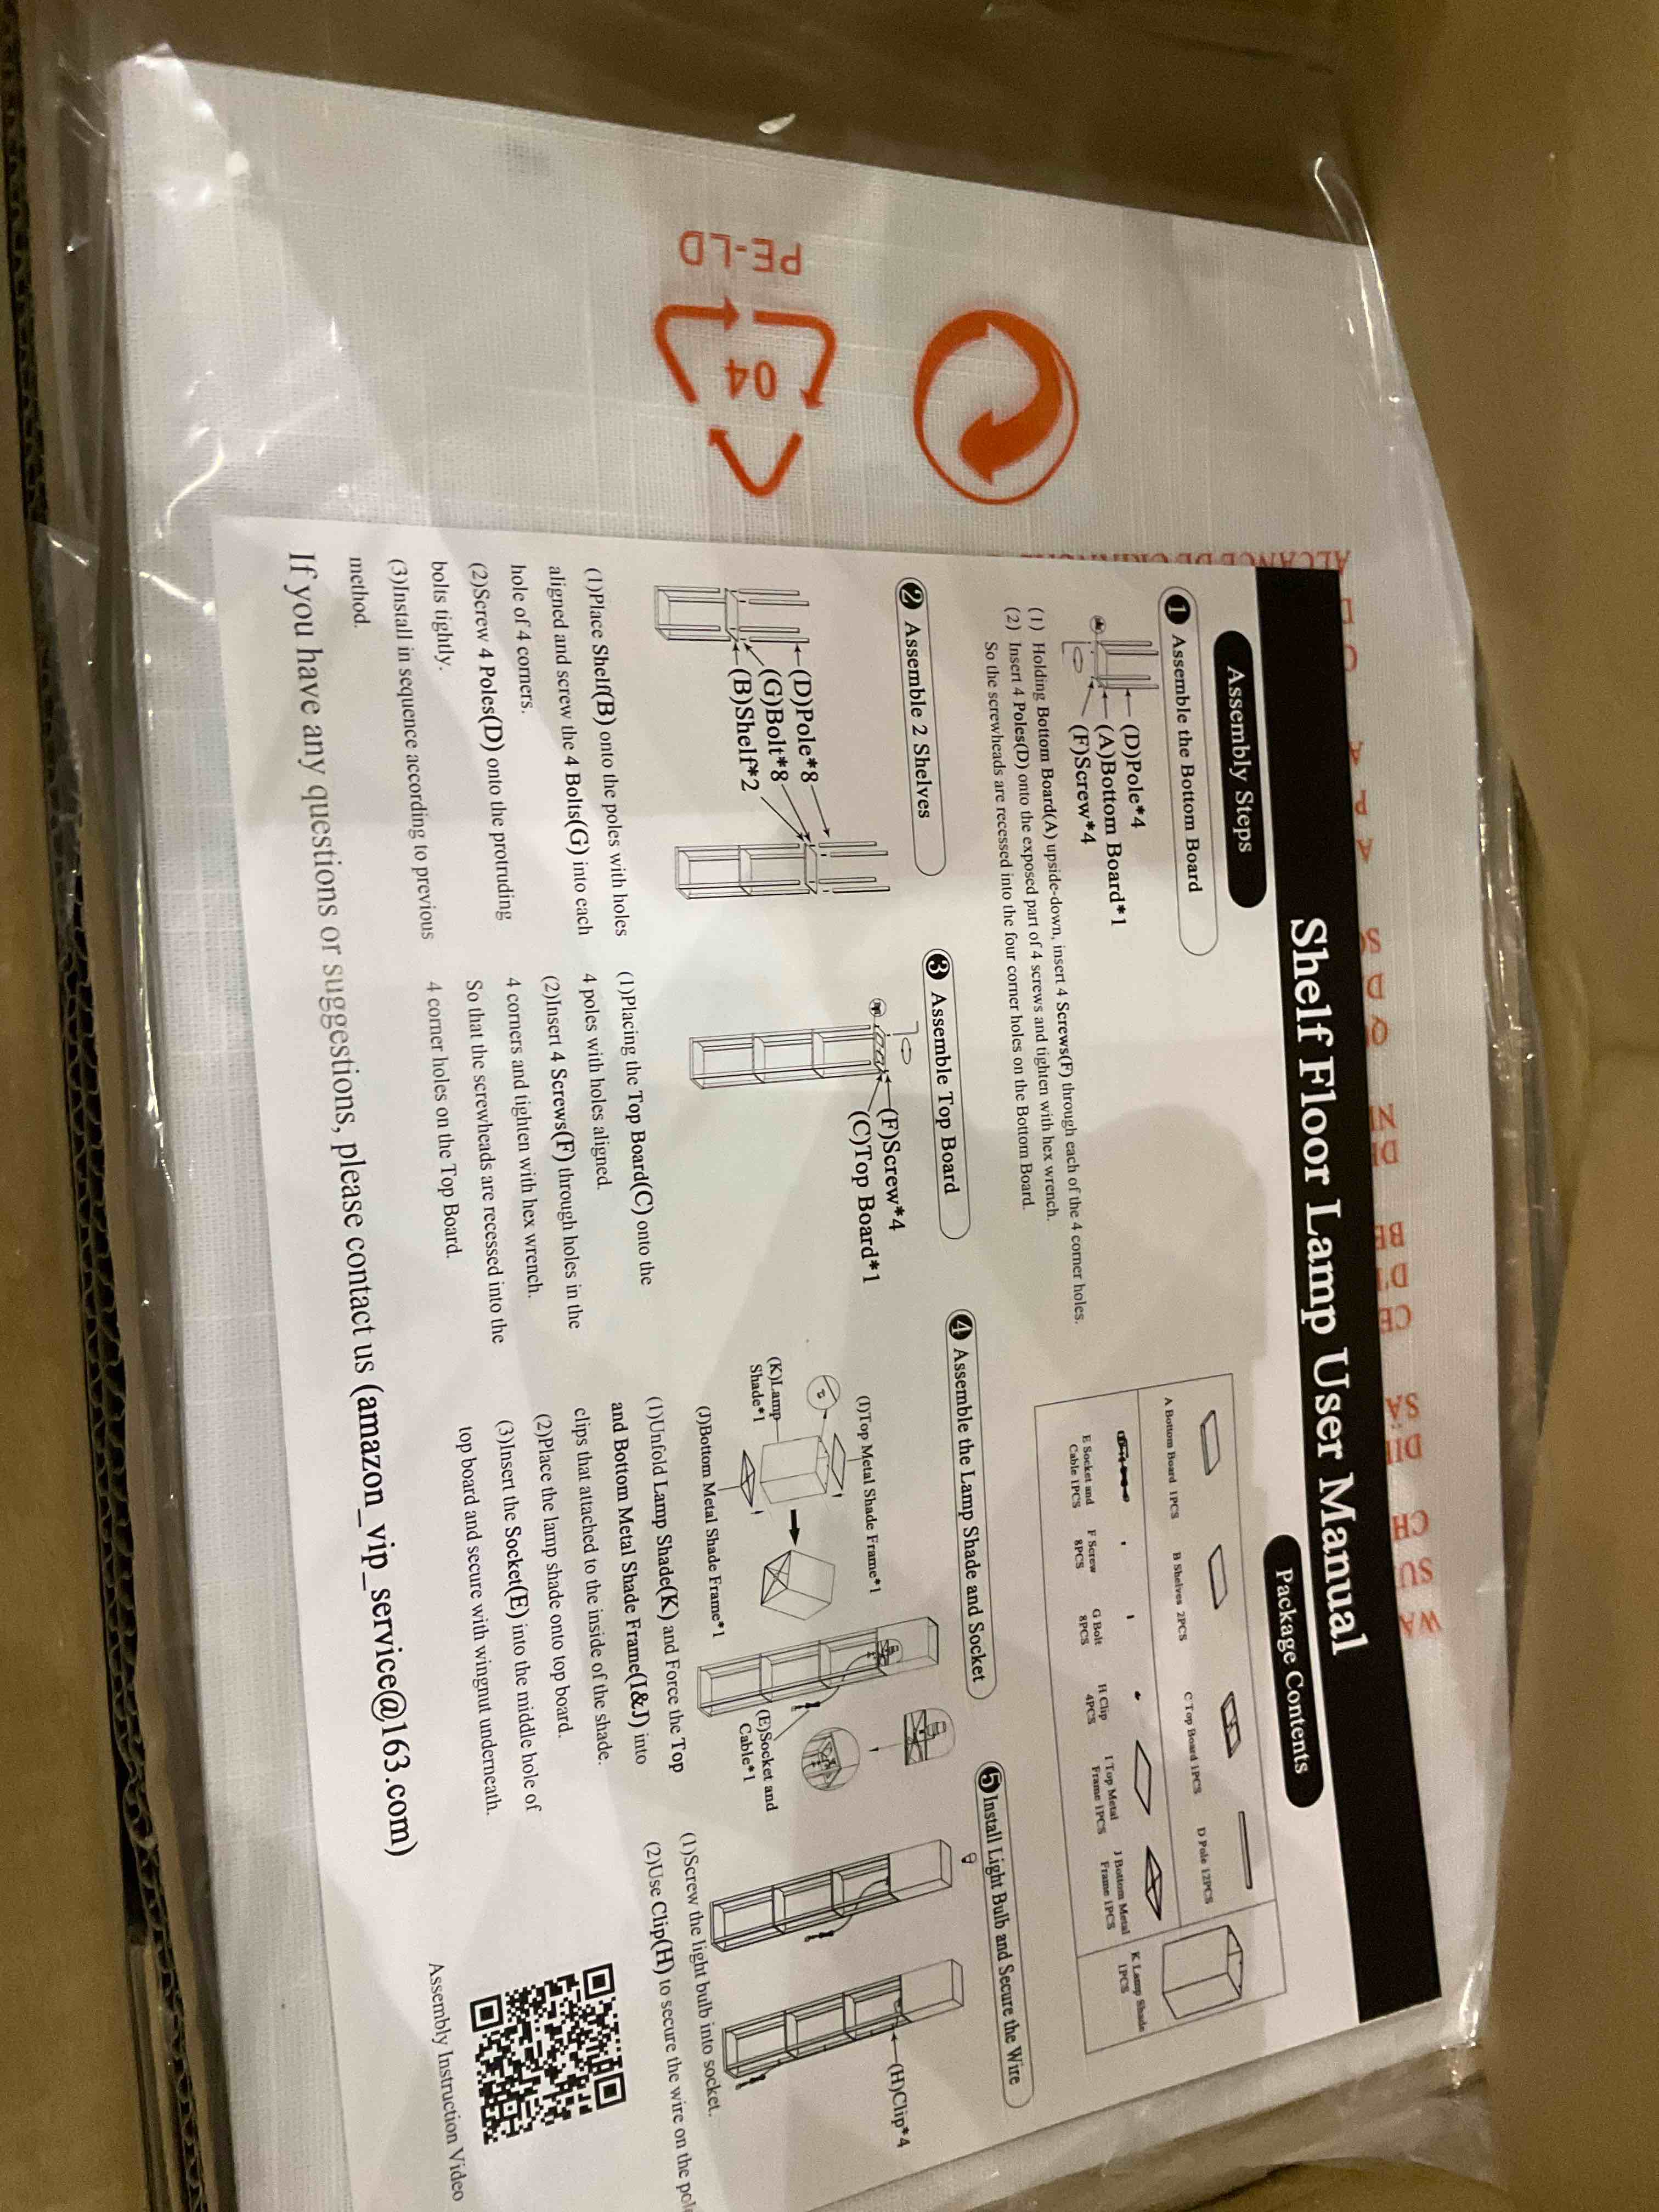 Shelf Floor Lamp User Manual
Assembly Steps
1 Assemble the Bottom Board
(D)Pole*4
(A)Bottom Board*1
(F)Screw*4
(1) Holding Bottom Board(A) upside-down, insert 4 Screws(F) through each of the 4 corner holes.
(2) Insert 4 Poles(D) onto the exposed part of 4 screws and tighten with hex wrench.
So the screwheads are recessed into the four corner holes on the Bottom Board.
Package Contents
A Bottom Board 1PCS
B Shelves 2PCS
C Top Board 1PCS
D Pole 12PCS
E Socket and
Cable 1PCS
F Screw
8PCS
G Bolt
8PCS
H Clip
4PCS
I Top Metal
Frame 1PCS
J Bottom Metal
Frame 1PCS
K Lamp Shade
1PCS
2 Assemble 2 Shelves
(D)Pole*8
(G)Bolt*8
(B)Shelf*2
(1)Place Shelf(B) onto the poles with holes
aligned and screw the 4 Bolts(G) into each
hole of 4 corners.
(2)Screw 4 Poles(D) onto the protruding
bolts tightly.
(3)Install in sequence according to previous
method.
3 Assemble Top Board
(F)Screw*4
(C)Top Board*1
(1)Placing the Top Board(C) onto the
4 poles with holes aligned.
(2)Insert 4 Screws(F) through holes in the
4 corners and tighten with hex wrench.
So that the screwheads are recessed into the
4 corner holes on the Top Board.
4 Assemble the Lamp Shade and Socket
(I)Top Metal Shade Frame*1
(K)Lamp
Shade*1
(J)Bottom Metal Shade Frame*1
(E)Socket and
Cable*1
(1)Unfold Lamp Shade(K) and Force the Top
and Bottom Metal Shade Frame(I&J) into
clips that attached to the inside of the shade.
(2)Place the lamp shade onto top board.
(3)Insert the Socket(E) into the middle hole of
top board and secure with wingnut underneath.
5 Install Light Bulb and Secure the Wire
(H)Clip*4
(1)Screw the light bulb into socket.
(2)Use Clip(H) to secure the wire on the pole
Assembly Instruction Video
If you have any questions or suggestions, please contact us (amazon_vip_service@163.com)
04
PE-LD